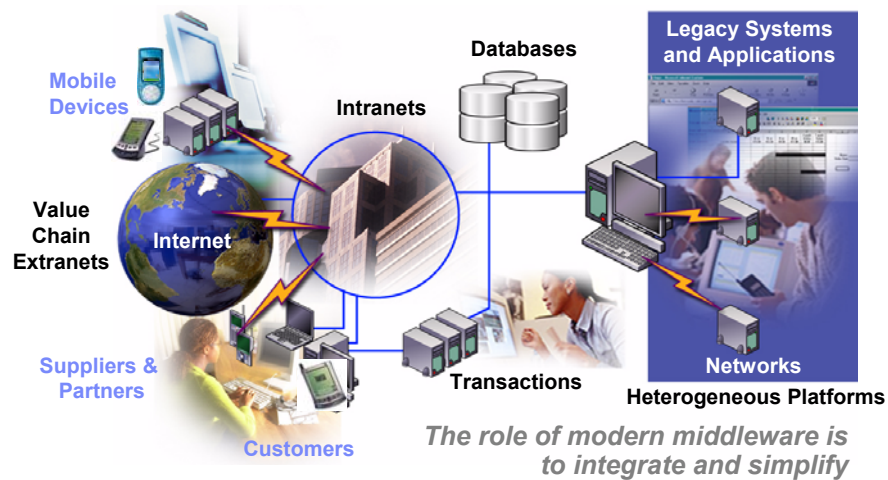 Legacy Systems
and Applications
Databases
Mobile
Devices
Intranets
Value
Chain
Extranets
Internet
Suppliers &
Partners
Transactions
Networks
Heterogeneous Platforms
Customers
The role of modern middleware is
to integrate and simplify